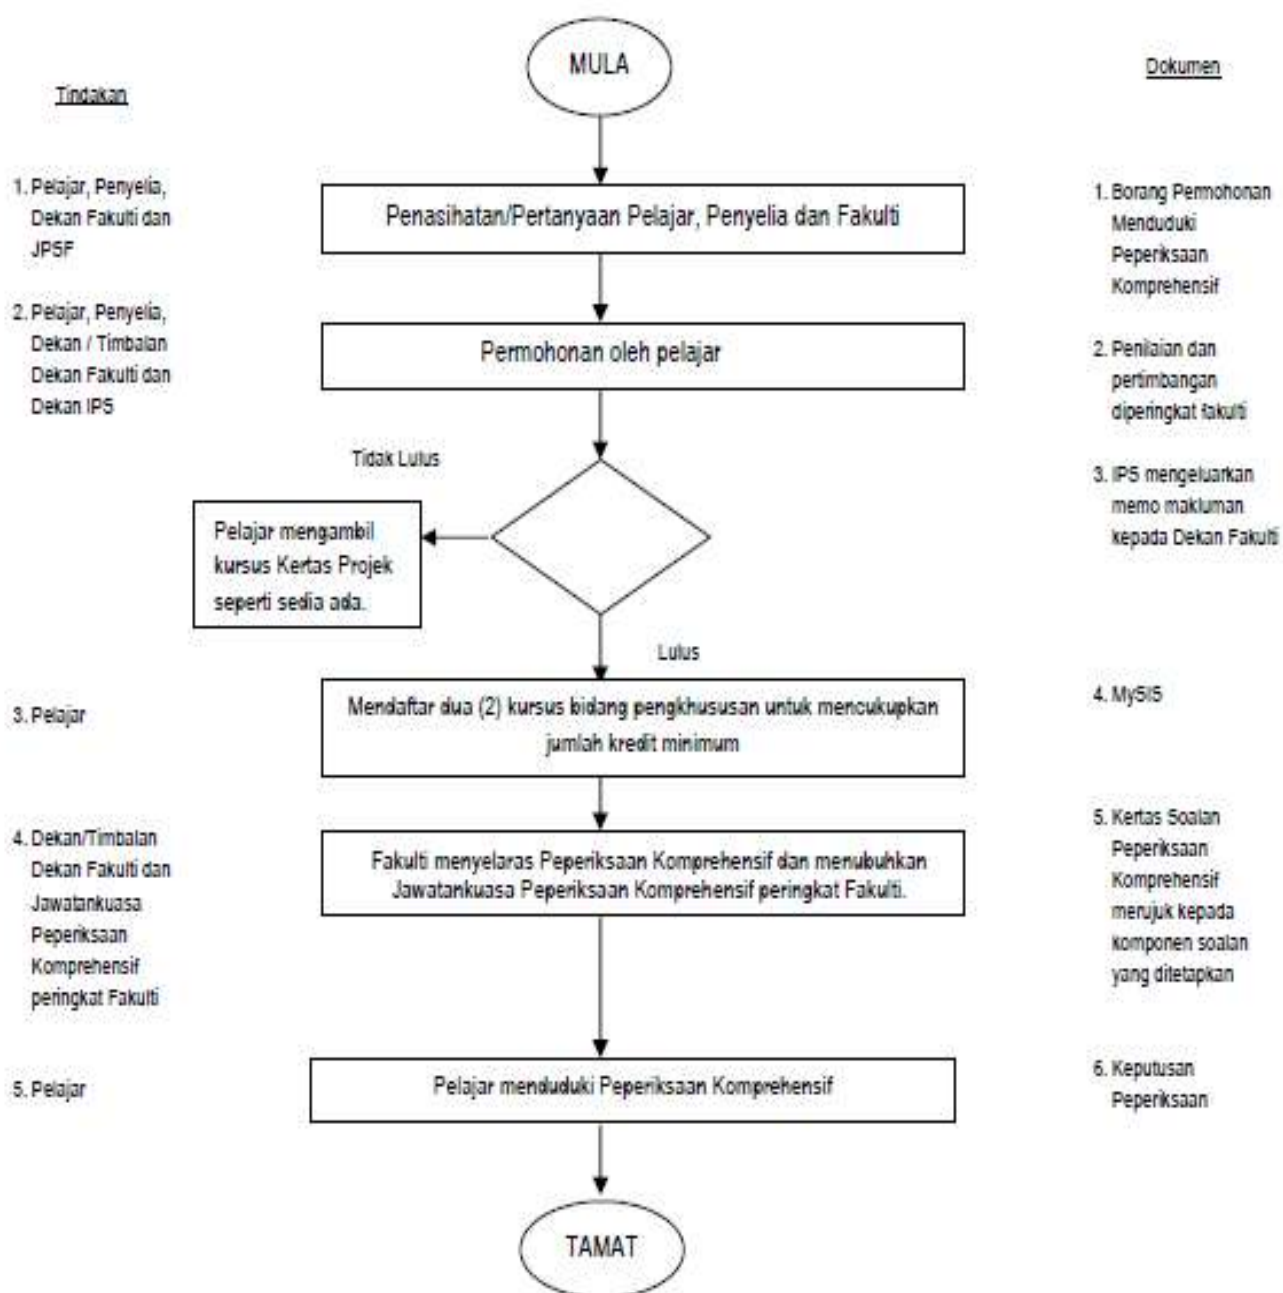 MULA
Tindakan
Dokumen
1. Pelajar, Penyelia,
Dekan Fakulti dan
JPSF
Penasihatan/Pertanyaan Pelajar, Penyelia dan Fakulti
1. Borang Permohonan
Menduduki
Peperiksaan
Komprehensif
2. Pelajar, Penyelia,
Dekan / Timbalan
Dekan Fakulti dan
Dekan IPS
Permohonan oleh pelajar
2. Penilaian dan
pertimbangan
diperingkat fakulti
Tidak Lulus
3. IPS mengeluarkan
memo makluman
kepada Dekan Fakulti
Pelajar mengambil
kursus Kertas Projek
seperti sedia ada.
Lulus
3. Pelajar
Mendaftar dua (2) kursus bidang pengkhususan untuk mencukupkan
jumlah kredit minimum
4. MySIS
4. Dekan/Timbalan
Dekan Fakulti dan
Jawatankuasa
Peperiksaan
Komprehensif
peringkat Fakulti
Fakulti menyelaras Peperiksaan Komprehensif dan menubuhkan
Jawatankuasa Peperiksaan Komprehensif peringkat Fakulti.
5. Kertas Soalan
Peperiksaan
Komprehensif
merujuk kepada
komponen soalan
yang ditetapkan
5. Pelajar
Pelajar menduduki Peperiksaan Komprehensif
6. Keputusan
Peperiksaan
TAMAT